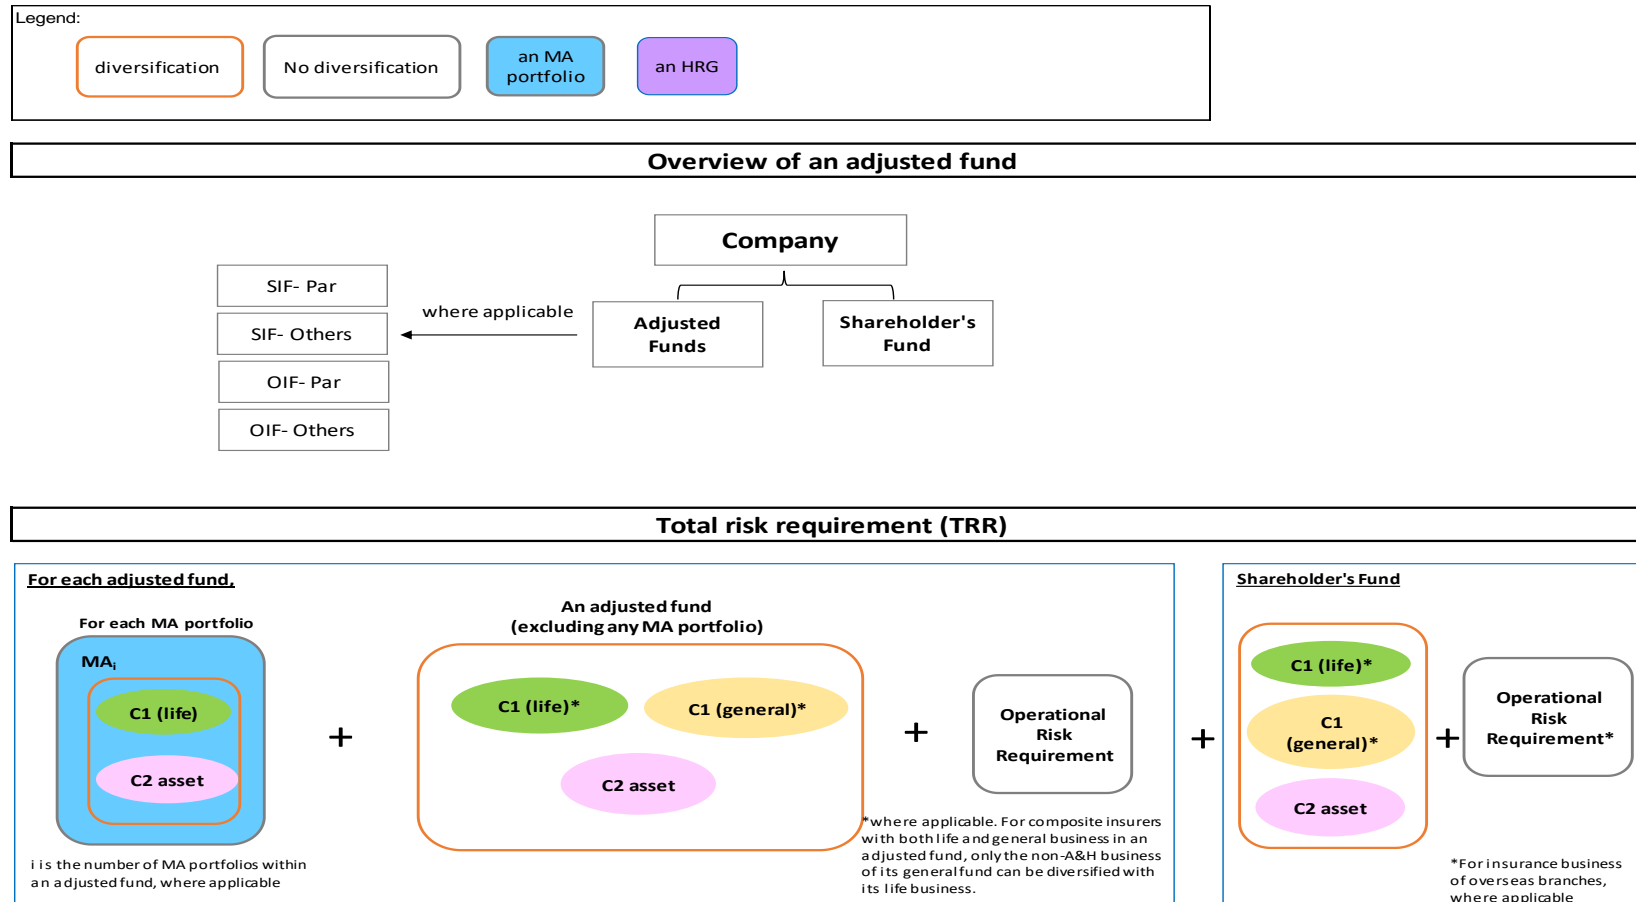 Legend:
diversification
No diversification
an MA
portfolio
an HRG
Overview of an adjusted fund
Company
SIF- Par
SIF- Others
OIF- Par
OIF- Others
where applicable
Adjusted
Funds
Shareholder's
Fund
Total risk requirement (TRR)
For each adjusted fund,
For each MA portfolio
MAi
C1 (life)
C2 asset
i is the number of MA portfolios within
an adjusted fund, where applicable
+
An adjusted fund
(excluding any MA portfolio)
C1 (life)*
C1 (general)*
C2 asset
+
Operational
Risk
Requirement
*where applicable. For composite insurers
with both life and general business in an
adjusted fund, only the non-A&H business
of its general fund can be diversified with
its life business.
+
Shareholder's Fund
C1 (life)*
C1
(general)*
C2 asset
+
Operational
Risk
Requirement*
*For insurance business
of overseas branches,
where applicable